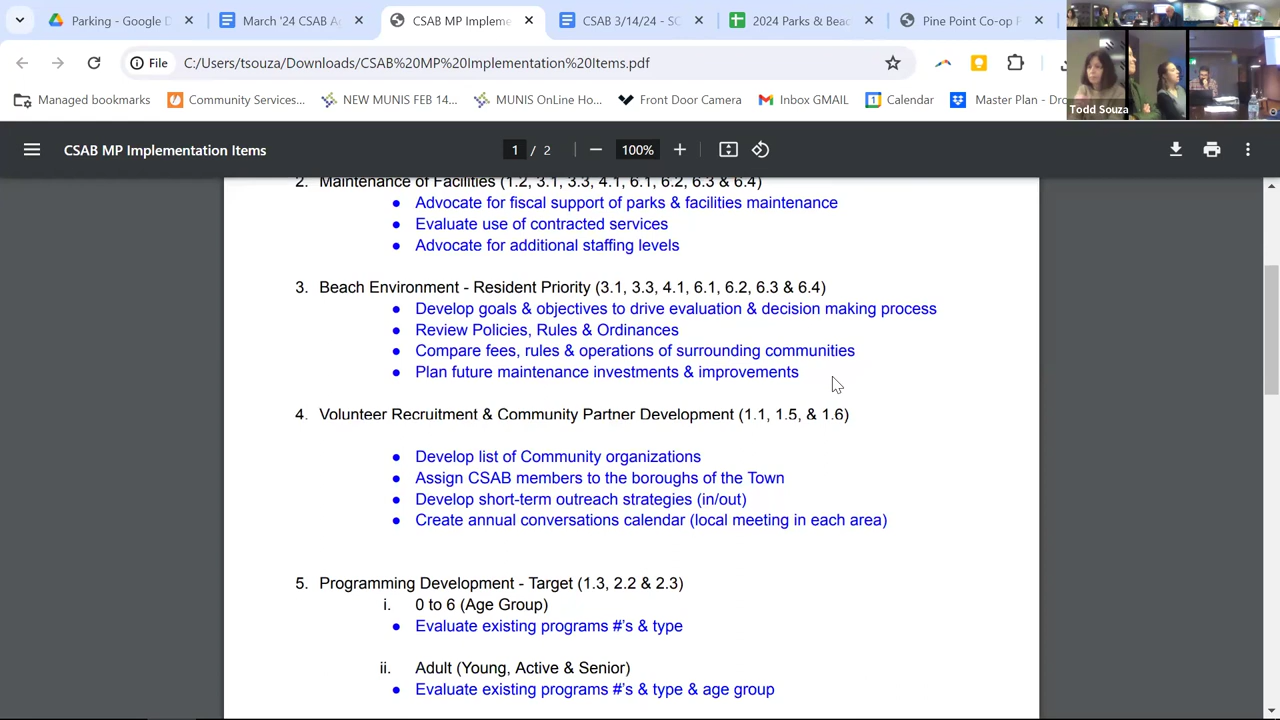 Parking - Google D
March '24 CSAB A
CSAB MP Impleme
CSAB 3/14/24 - SC
2024 Parks & Bea
Pine Point Co-op
File
C:/Users/tsouza/Downloads/CSAB%20MP%20Implementation%20Items.pdf
Managed bookmarks
Community Services...
NEW MUNIS FEB 14...
MUNIS OnLine Ho...
Front Door Camera
Inbox GMAIL
Calendar
Master Plan - Dro
Todd Souza
CSAB MP Implementation Items
1 / 2
100%
2. Maintenance of Facilities (1.2, 3.1, 3.3, 4.1, 6.1, 6.2, 6.3 & 6.4)
● Advocate for fiscal support of parks & facilities maintenance
● Evaluate use of contracted services
● Advocate for additional staffing levels
3. Beach Environment - Resident Priority (3.1, 3.3, 4.1, 6.1, 6.2, 6.3 & 6.4)
● Develop goals & objectives to drive evaluation & decision making process
● Review Policies, Rules & Ordinances
● Compare fees, rules & operations of surrounding communities
● Plan future maintenance investments & improvements
4. Volunteer Recruitment & Community Partner Development (1.1, 1.5, & 1.6)
● Develop list of Community organizations
● Assign CSAB members to the boroughs of the Town
● Develop short-term outreach strategies (in/out)
● Create annual conversations calendar (local meeting in each area)
5. Programming Development - Target (1.3, 2.2 & 2.3)
i. 0 to 6 (Age Group)
● Evaluate existing programs #'s & type
ii. Adult (Young, Active & Senior)
● Evaluate existing programs #'s & type & age group